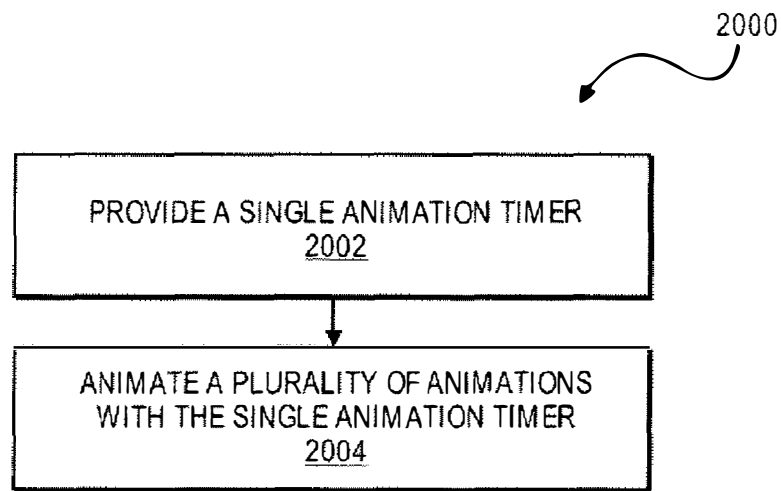 2000
PROVIDE A SINGLE ANIMATION TIMER
2002
ANIMATE A PLURALITY OF ANIMATIONS
WITH THE SINGLE ANIMATION TIMER
2004